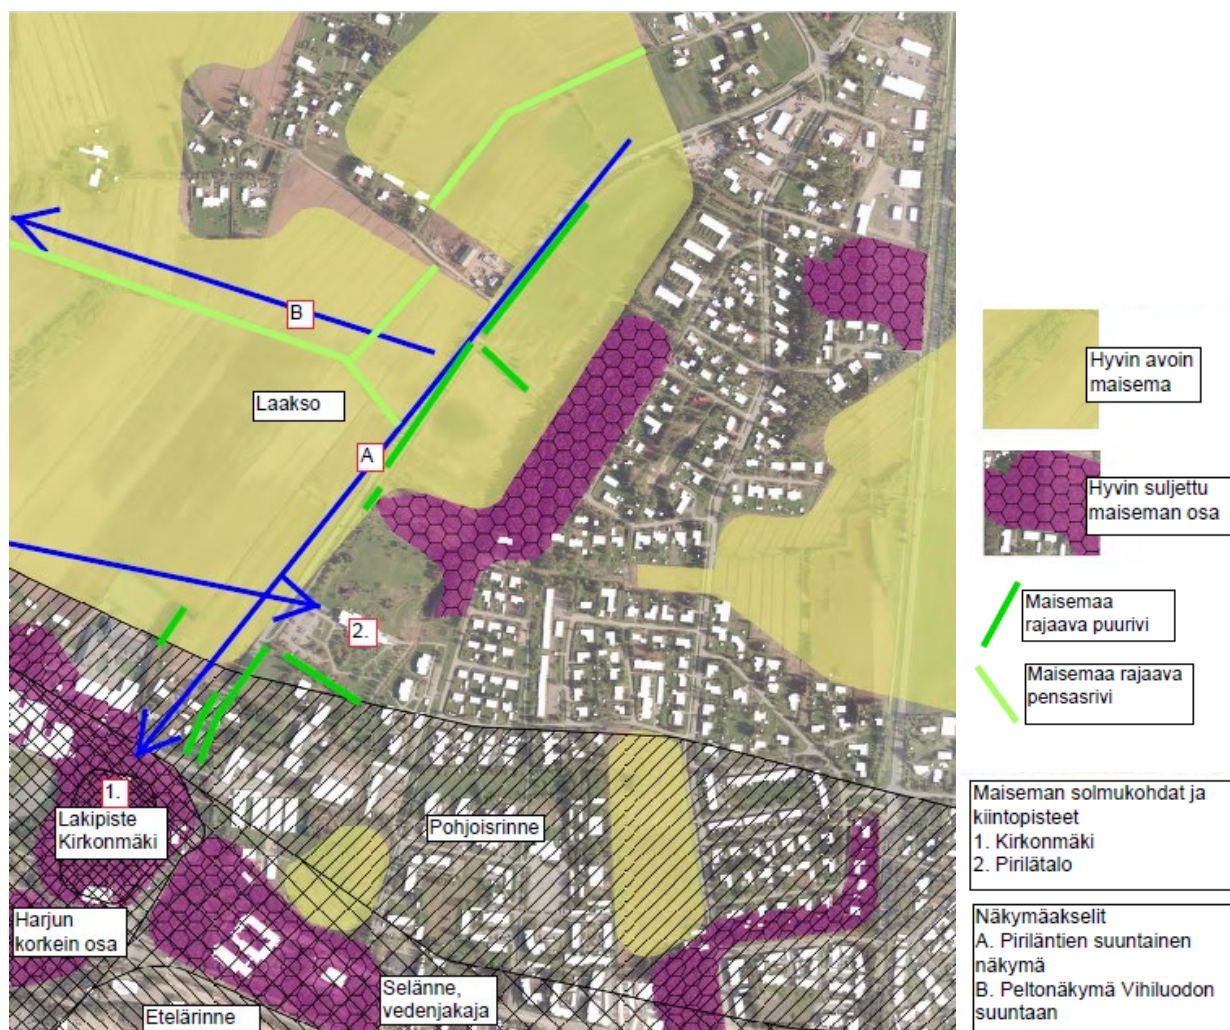 B
Laakso
A
2.
1.
Lakipiste
Kirkonmäki
Pohjoisrinne
Harjun
korkein osa
Selänne,
vedenjakaja
Etelärinne
Hyvin avoin
maisema
Hyvin suljettu
maiseman osa
Maisemaa
rajaava puurivi
Maisemaa rajaava
pensasrivi
Maiseman solmukohdat ja
kiintopisteet
1. Kirkonmäki
2. Pirilätalo
Näkymäakselit
A. Piriläntien suuntainen
näkymä
B. Peltonäkymä Vihiluodon
suuntaan